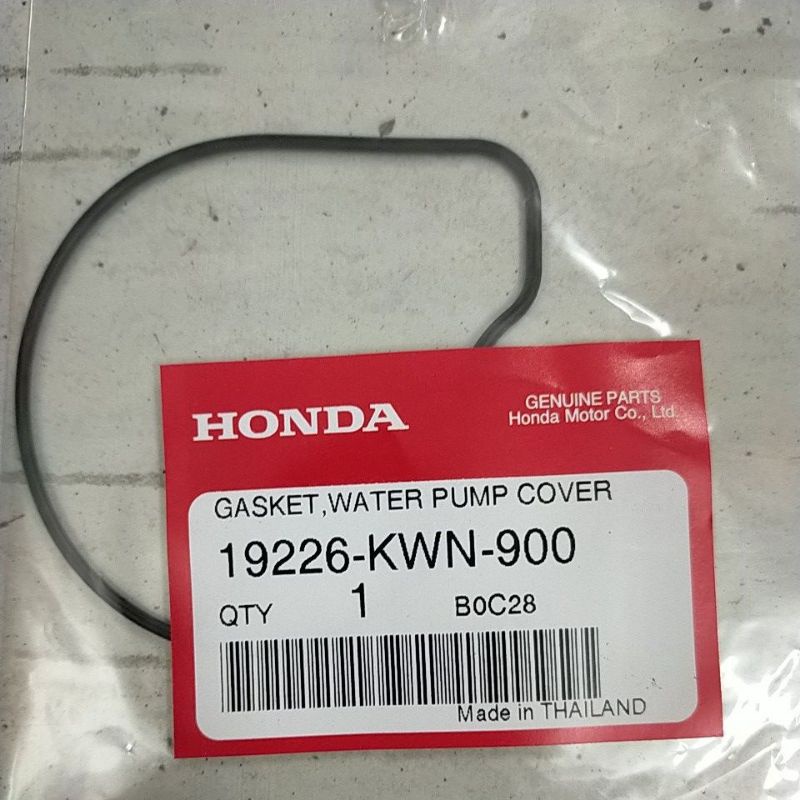 HONDA
GENUINE PARTS
Honda Motor Co., Ltd.
GASKET,WATER PUMP COVER
19226-KWN-900
QTY 1 B0C28
Made in THAILAND